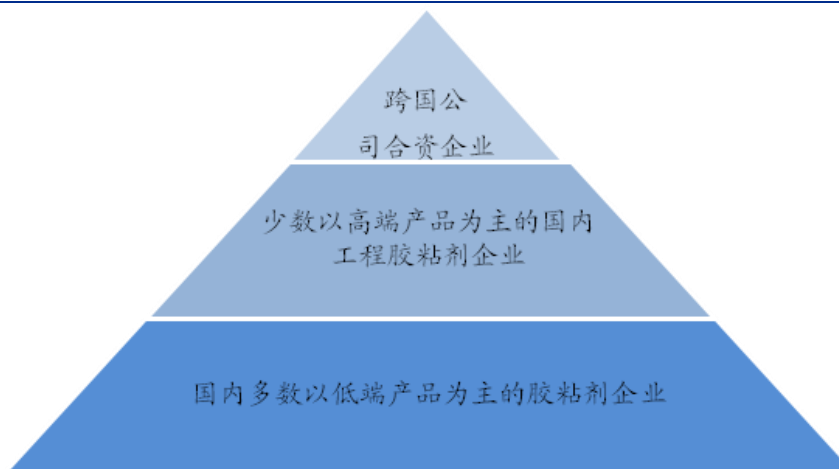 跨国公
司合资企业
少数以高端产品为主的国内
工程胶粘剂企业
国内多数以低端产品为主的胶粘剂企业